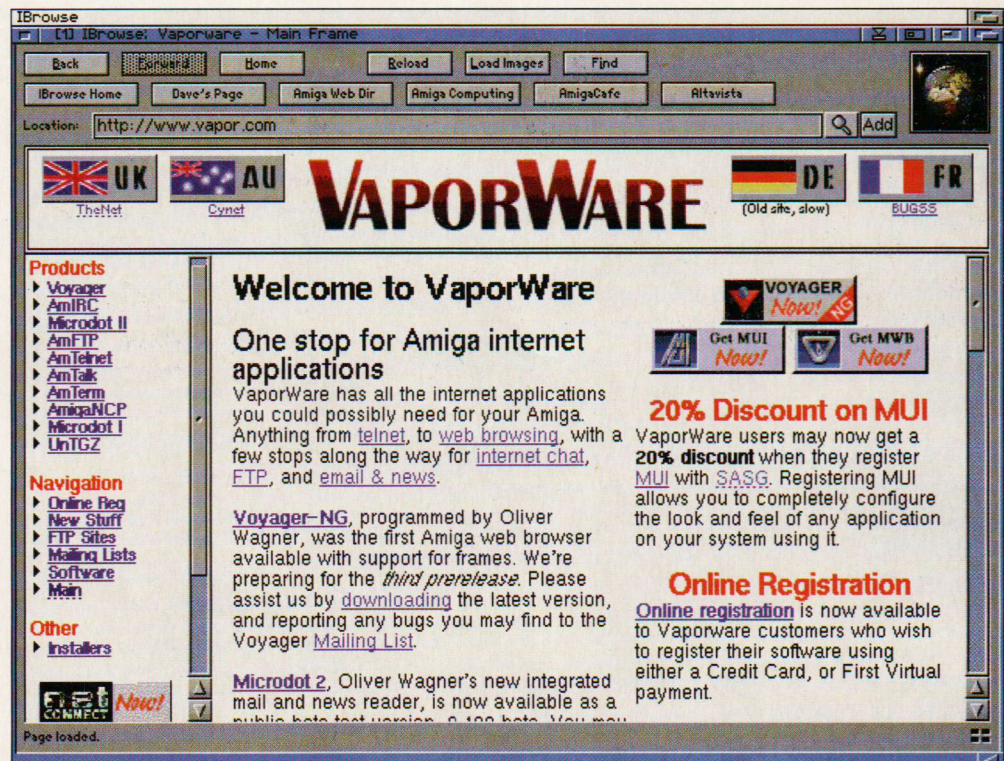 IBrowse
[1] IBrowse: Vaporware - Main Frame
Back Forward Home Reload Load Images Find
IBrowse Home Dave's Page Amiga Web Dir Amiga Computing AmigaCafe Altavista
Location: http://www.vapor.com Add
UK AU VAPORWARE DE FR
TheNet Cynet (Old site, slow) BUGSS
Products
Voyager
AmIRC
Microdot II
AmFTP
AmTelnet
AmTalk
AmTerm
AmigaNCP
Microdot I
UnTGZ
Navigation
Online Reg
New Stuff
FTP Sites
Mailing Lists
Software
Main
Other
Installers
net CONNECT Now!
Welcome to VaporWare
One stop for Amiga internet
applications
VaporWare has all the internet applications
you could possibly need for your Amiga.
Anything from telnet, to web browsing, with a
few stops along the way for internet chat,
FTP, and email & news.
Voyager-NG, programmed by Oliver
Wagner, was the first Amiga web browser
available with support for frames. We're
preparing for the third prerelease. Please
assist us by downloading the latest version,
and reporting any bugs you may find to the
Voyager Mailing List.
Microdot 2, Oliver Wagner's new integrated
mail and news reader, is now available as a
public beta test version, 0.100 beta. You may
VOYAGER Now! NG
Get MUI Now!
Get MWB Now!
20% Discount on MUI
VaporWare users may now get a
20% discount when they register
MUI with SASG. Registering MUI
allows you to completely configure
the look and feel of any application
on your system using it.
Online Registration
Online registration is now available
to Vaporware customers who wish
to register their software using
either a Credit Card, or First Virtual
payment.
Page loaded.